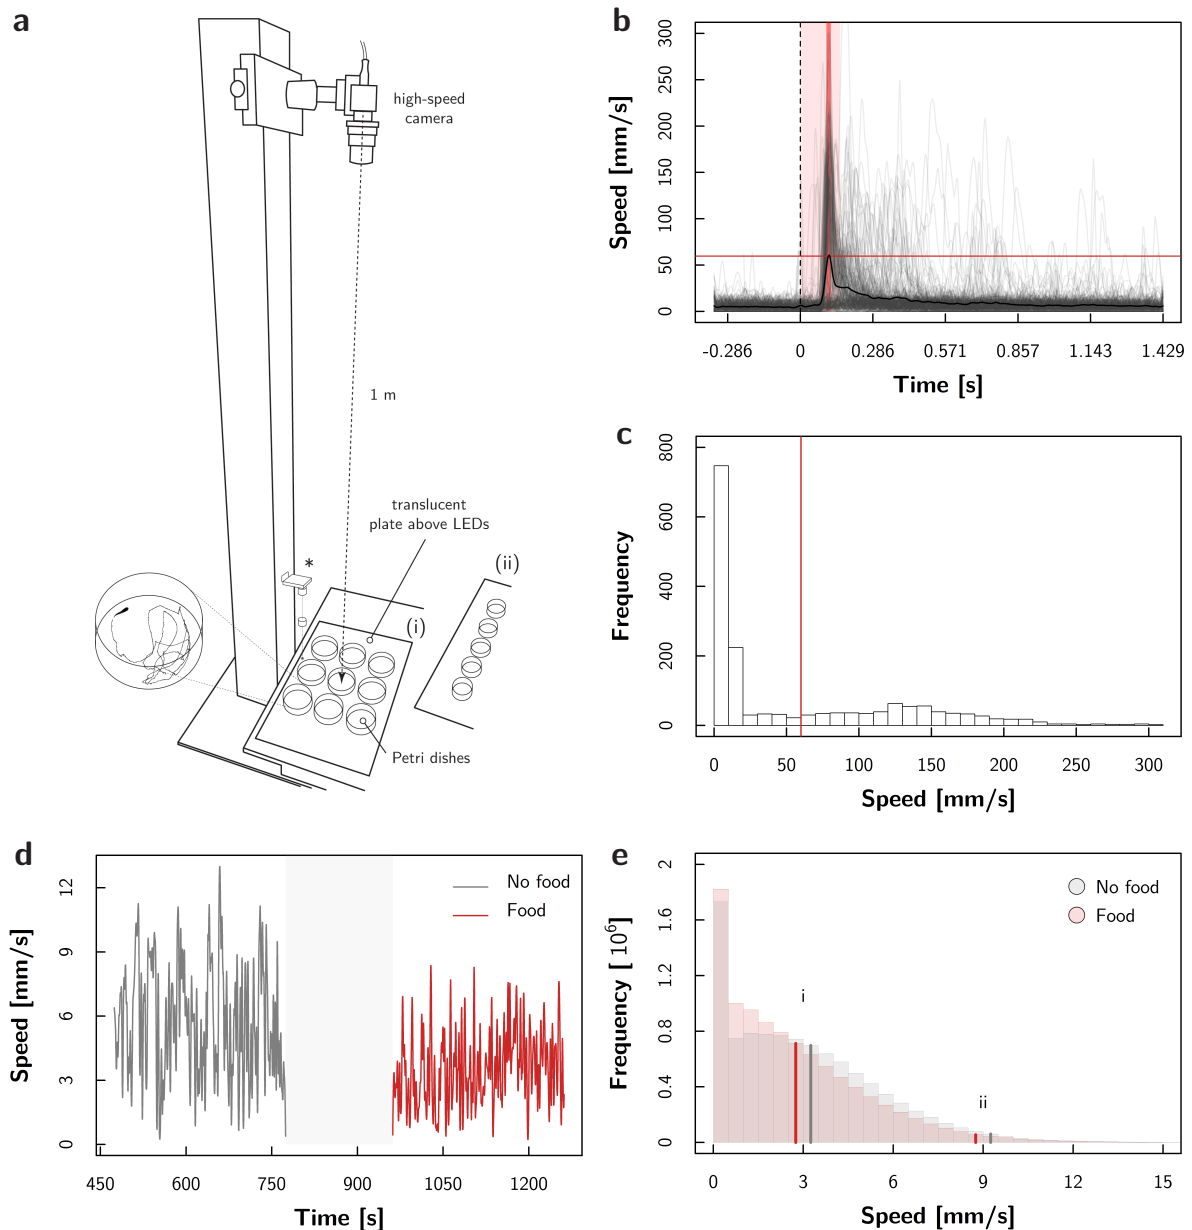 a
high-speed
camera
1 m
translucent
plate above LEDs
*
(i)
(ii)
Petri dishes
b
Speed [mm/s]
300
250
200
150
100
50
0
-0.286
0
0.286
0.571
0.857
1.143
1.429
Time [s]
c
Frequency
800
600
400
200
0
0
50
100
150
200
250
300
Speed [mm/s]
d
Speed [mm/s]
12
9
6
3
0
No food
Food
450
600
750
900
1050
1200
Time [s]
e
Frequency [ 10⁶]
2
1.6
1.2
0.8
0.4
0
No food
Food
i
ii
0
3
6
9
12
15
Speed [mm/s]